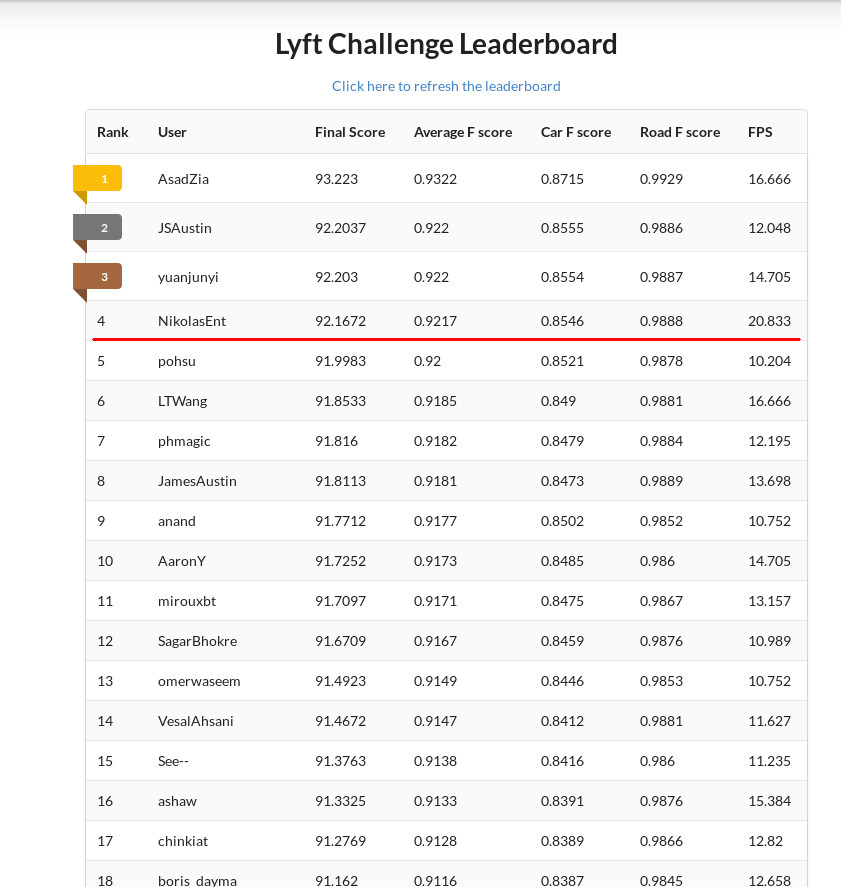 Lyft Challenge Leaderboard
Click here to refresh the leaderboard
Rank User Final Score Average F score Car F score Road F score FPS
1 AsadZia 93.223 0.9322 0.8715 0.9929 16.666
2 JSAustin 92.2037 0.922 0.8555 0.9886 12.048
3 yuanjunyi 92.203 0.922 0.8554 0.9887 14.705
4 NikolasEnt 92.1672 0.9217 0.8546 0.9888 20.833
5 pohsu 91.9983 0.92 0.8521 0.9878 10.204
6 LTWang 91.8533 0.9185 0.849 0.9881 16.666
7 phmagic 91.816 0.9182 0.8479 0.9884 12.195
8 JamesAustin 91.8113 0.9181 0.8473 0.9889 13.698
9 anand 91.7712 0.9177 0.8502 0.9852 10.752
10 AaronY 91.7252 0.9173 0.8485 0.986 14.705
11 mirouxbt 91.7097 0.9171 0.8475 0.9867 13.157
12 SagarBhokre 91.6709 0.9167 0.8459 0.9876 10.989
13 omerwaseem 91.4923 0.9149 0.8446 0.9853 10.752
14 VesalAhsani 91.4672 0.9147 0.8412 0.9881 11.627
15 See-- 91.3763 0.9138 0.8416 0.986 11.235
16 ashaw 91.3325 0.9133 0.8391 0.9876 15.384
17 chinkiat 91.2769 0.9128 0.8389 0.9866 12.82
18 boris_dayma 91.162 0.9116 0.8387 0.9845 12.658